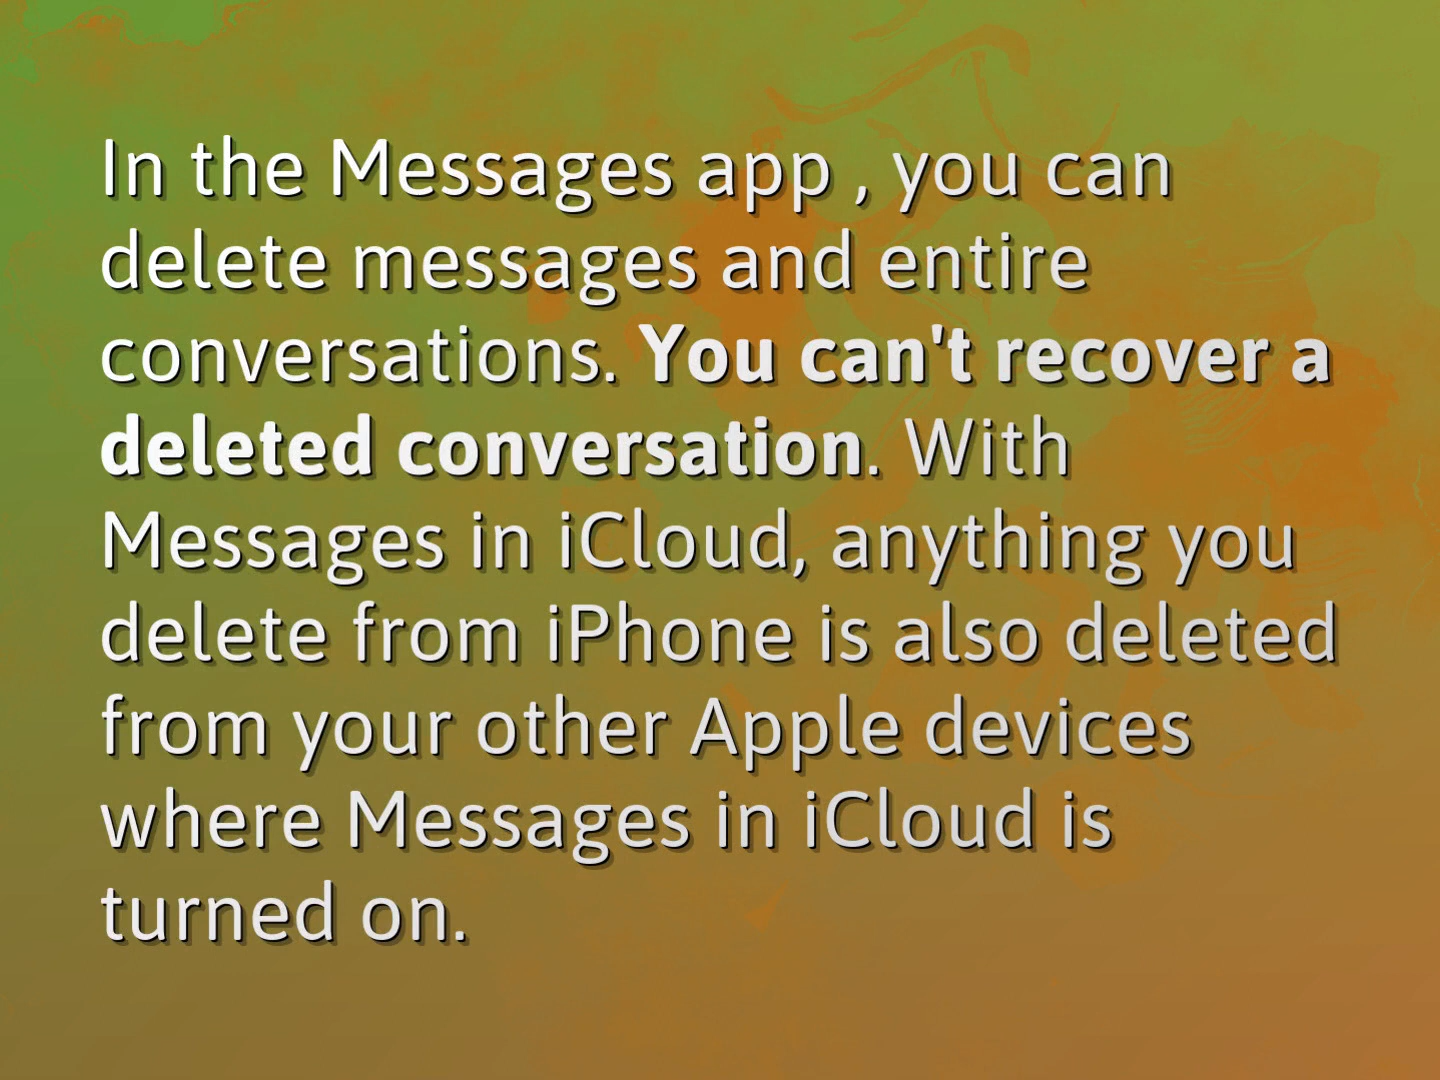 In the Messages app , you can
delete messages and entire
conversations. You can't recover a
deleted conversation. With
Messages in iCloud, anything you
delete from iPhone is also deleted
from your other Apple devices
where Messages in iCloud is
turned on.